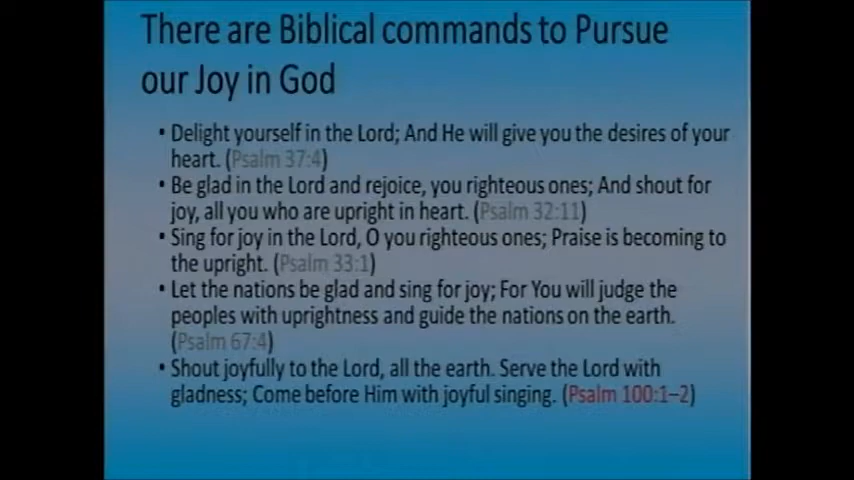 There are Biblical commands to Pursue
our Joy in God
• Delight yourself in the Lord; And He will give you the desires of your
heart. (Psalm 37:4)
• Be glad in the Lord and rejoice, you righteous ones; And shout for
joy, all you who are upright in heart. (Psalm 32:11)
• Sing for joy in the Lord, O you righteous ones; Praise is becoming to
the upright. (Psalm 33:1)
• Let the nations be glad and sing for joy; For You will judge the
peoples with uprightness and guide the nations on the earth.
(Psalm 67:4)
• Shout joyfully to the Lord, all the earth. Serve the Lord with
gladness; Come before Him with joyful singing. (Psalm 100:1–2)